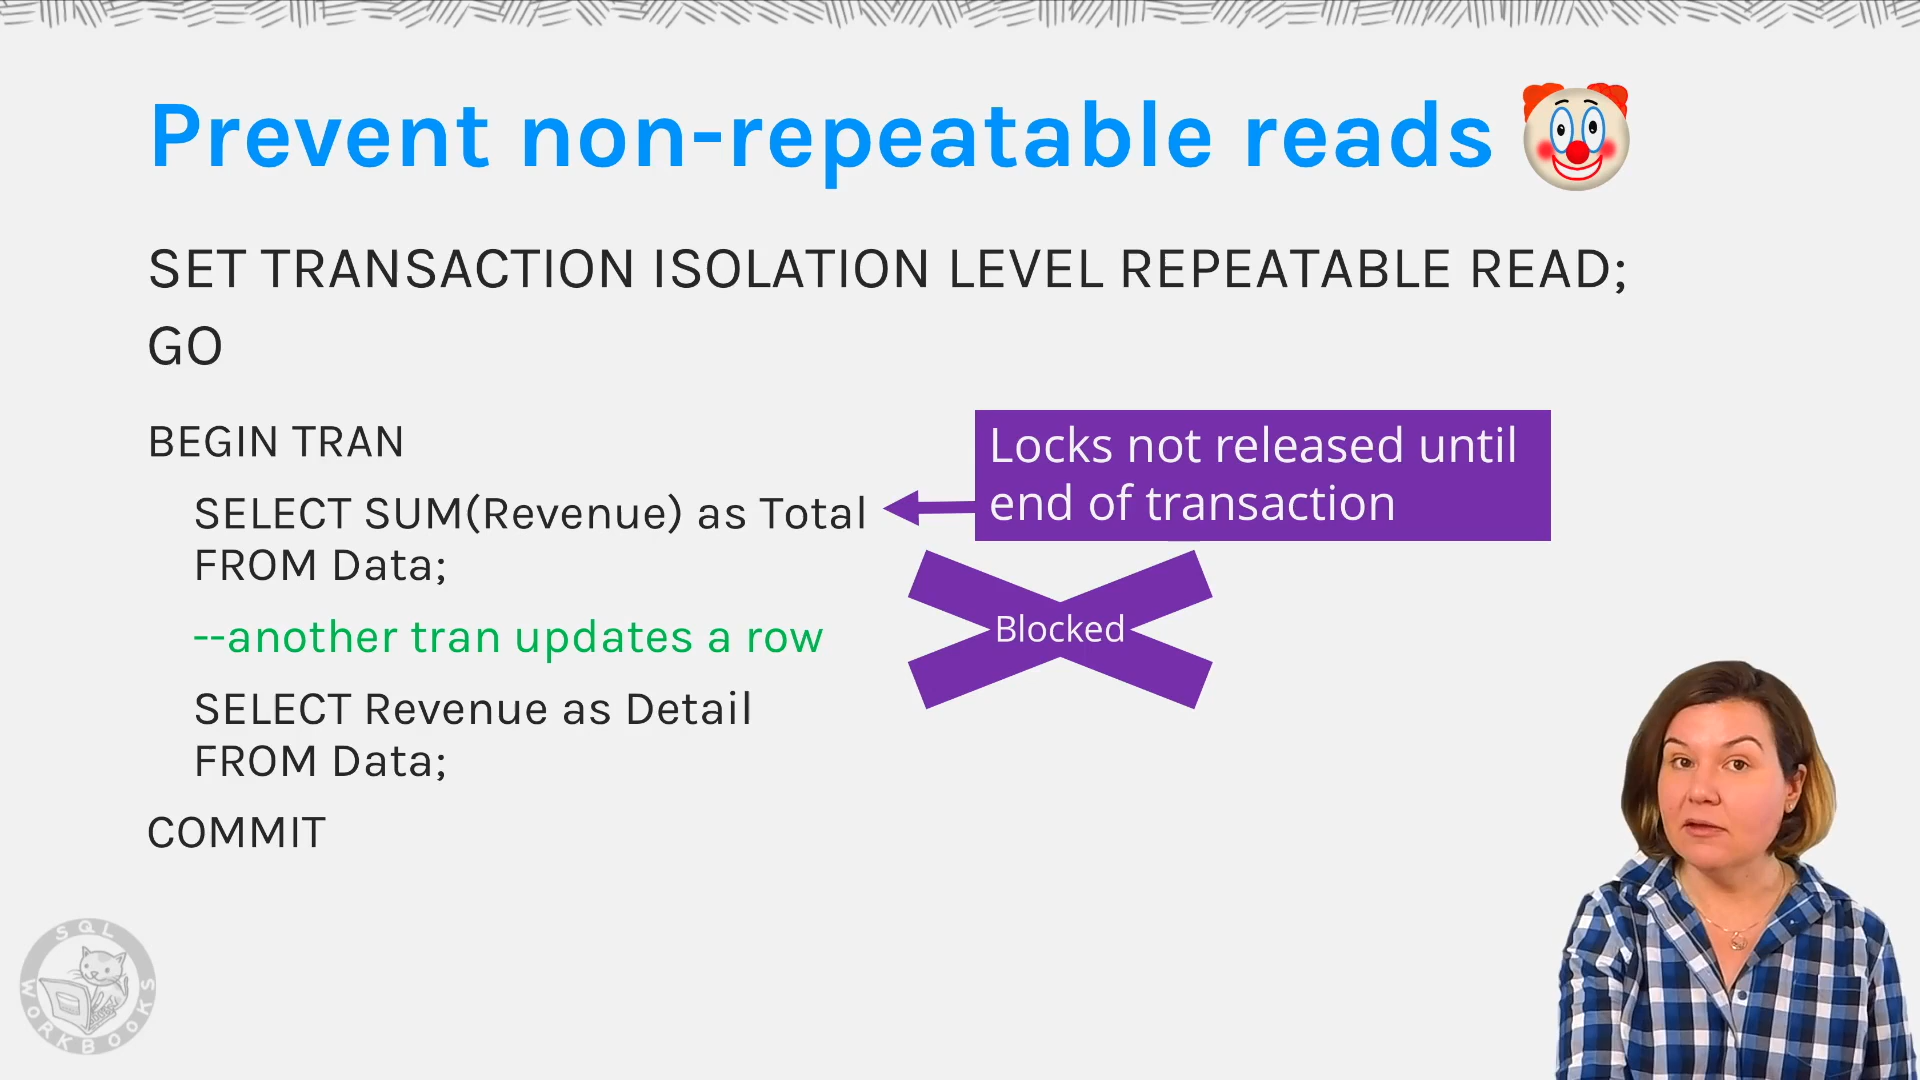 Prevent non-repeatable reads
SET TRANSACTION ISOLATION LEVEL REPEATABLE READ;
GO
BEGIN TRAN
SELECT SUM(Revenue) as Total
FROM Data;
Locks not released until
end of transaction
--another tran updates a row
Blocked
SELECT Revenue as Detail
FROM Data;
COMMIT
SQL
WORKBOOKS